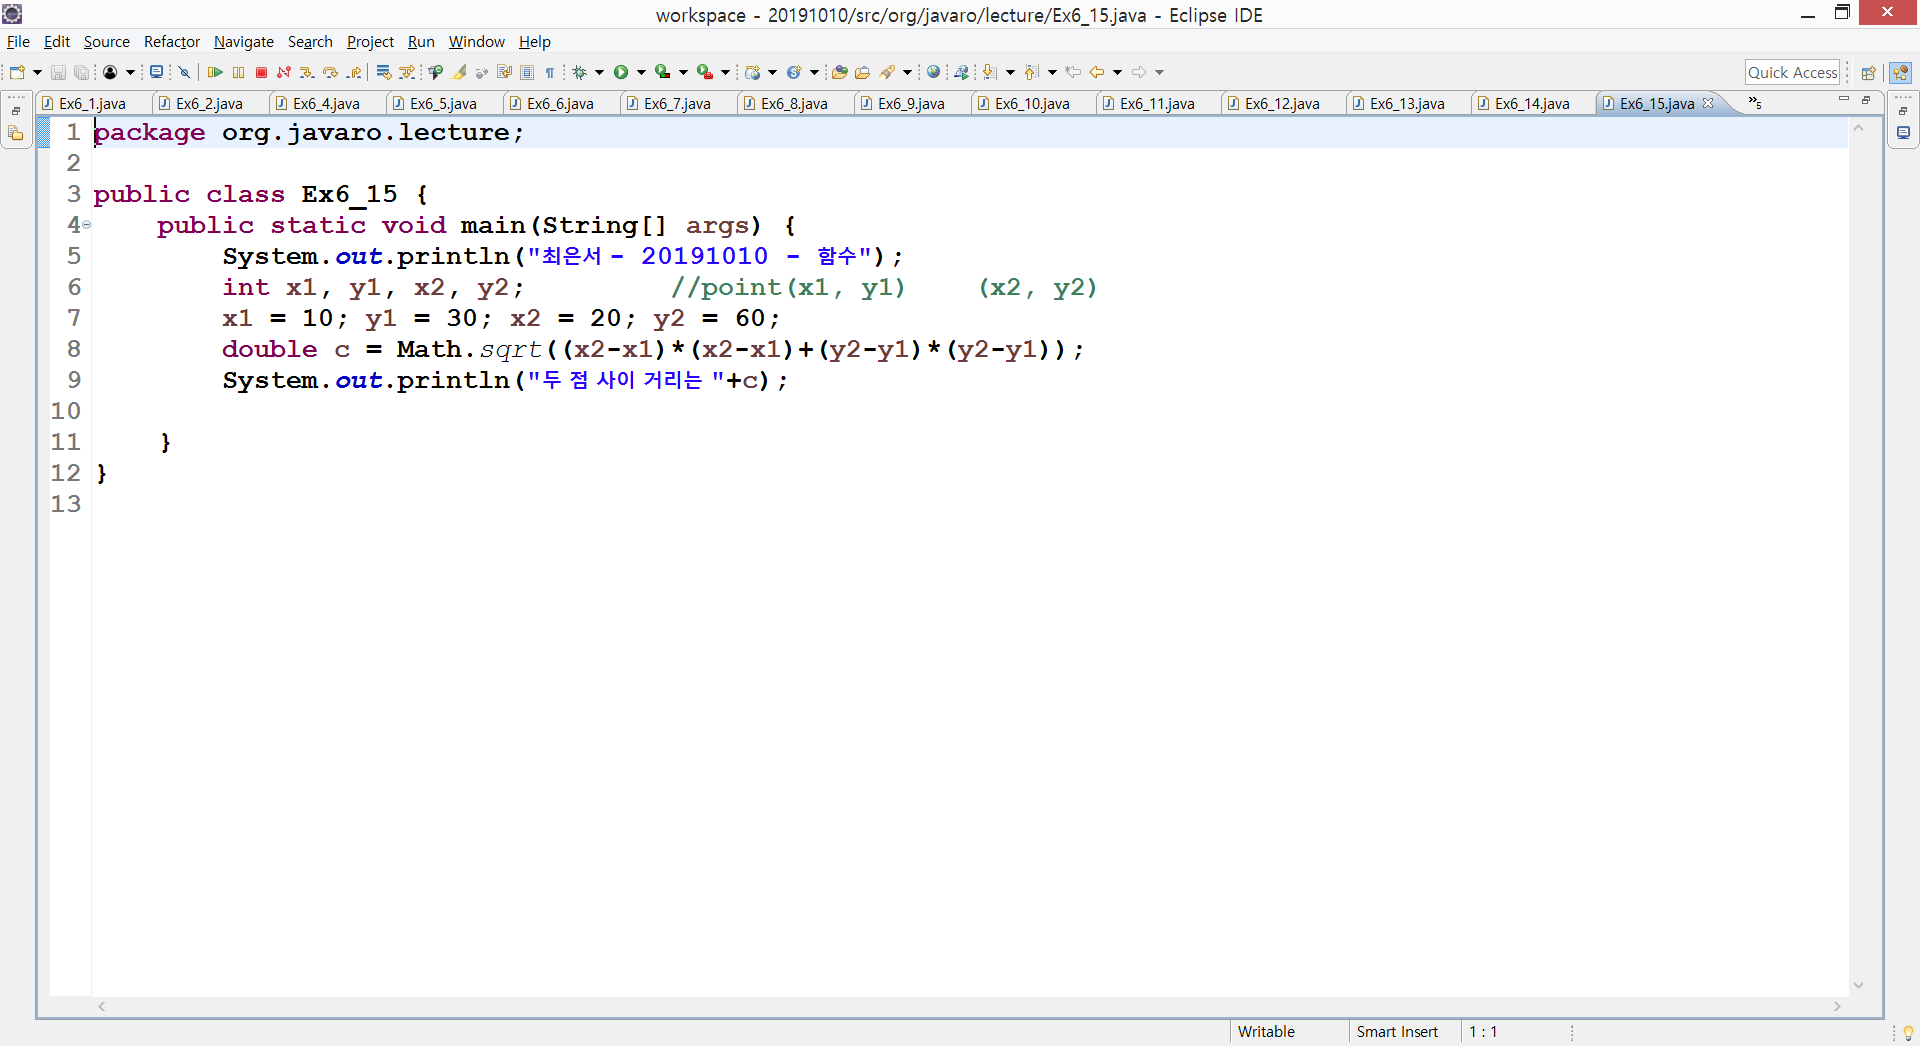 workspace - 20191010/src/org/javaro/lecture/Ex6_15.java - Eclipse IDE
File Edit Source Refactor Navigate Search Project Run Window Help
Quick Access
Ex6_1.java Ex6_2.java Ex6_4.java Ex6_5.java Ex6_6.java Ex6_7.java Ex6_8.java Ex6_9.java Ex6_10.java Ex6_11.java Ex6_12.java Ex6_13.java Ex6_14.java Ex6_15.java »5
1 package org.javaro.lecture;
2
3 public class Ex6_15 {
4 public static void main(String[] args) {
5 System.out.println("최은서 - 20191010 - 함수");
6 int x1, y1, x2, y2; //point(x1, y1) (x2, y2)
7 x1 = 10; y1 = 30; x2 = 20; y2 = 60;
8 double c = Math.sqrt((x2-x1)*(x2-x1)+(y2-y1)*(y2-y1));
9 System.out.println("두 점 사이 거리는 "+c);
10
11 }
12 }
13
Writable Smart Insert 1 : 1